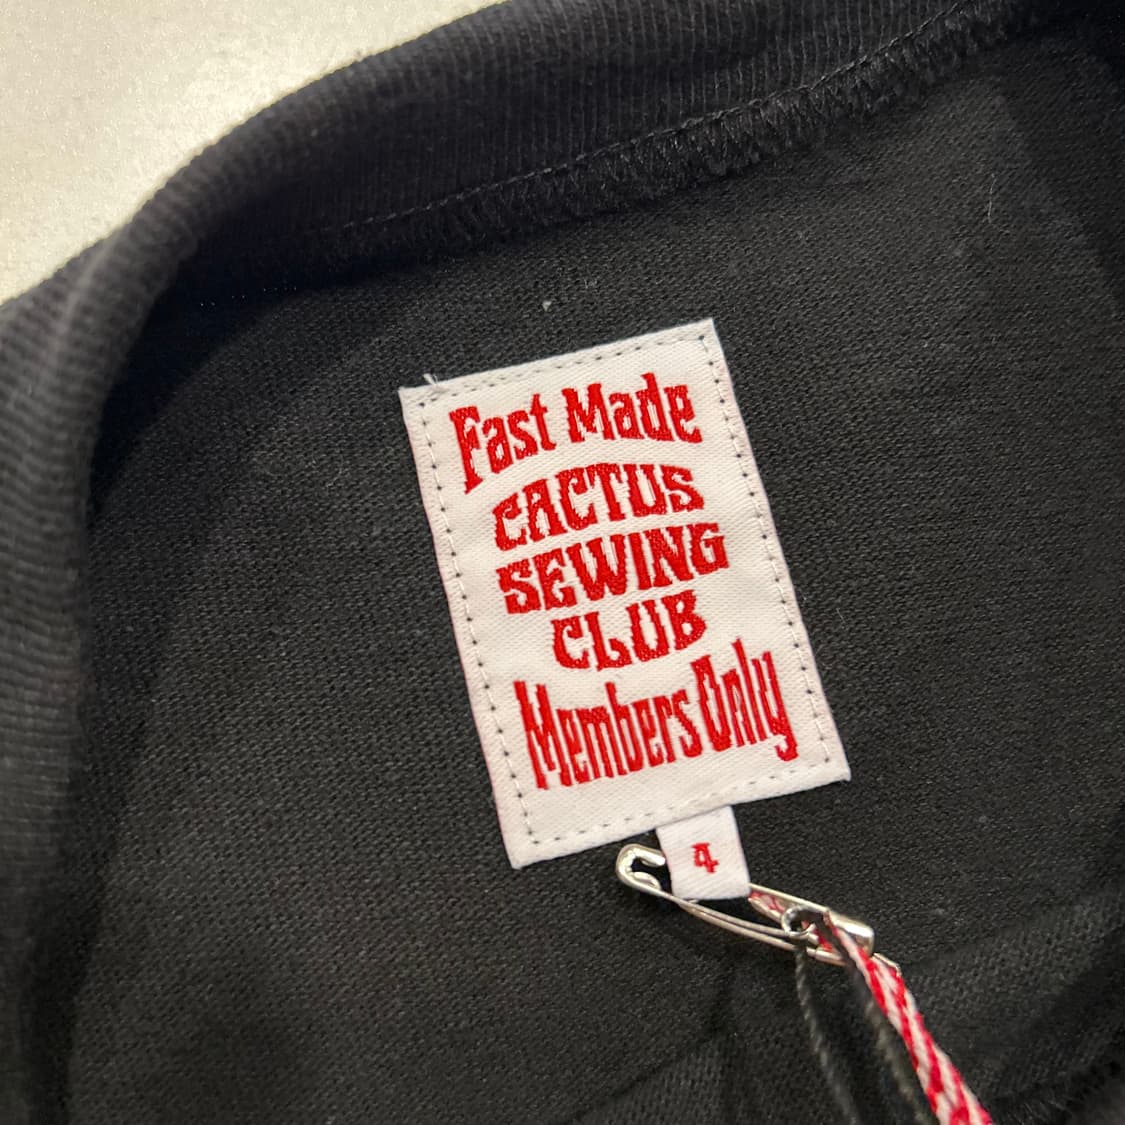 Fast Made
CACTUS
SEWING
CLUB
Members Only
4